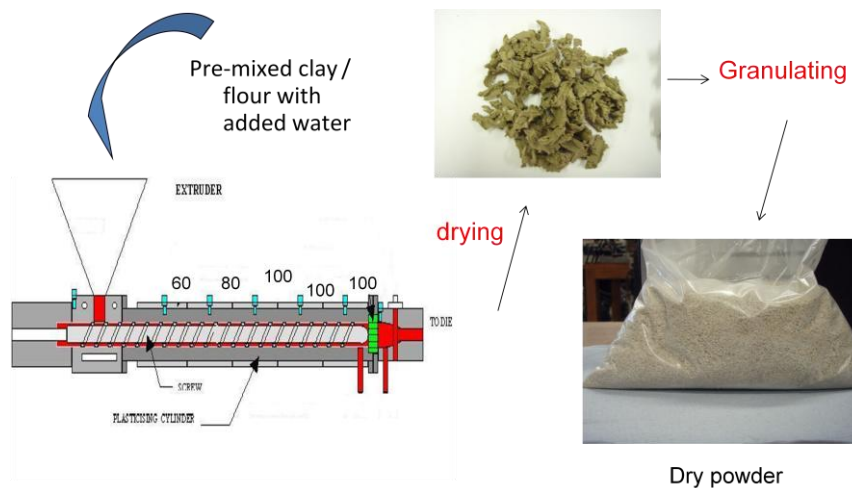 Pre-mixed clay /
flour with
added water
EXTRUDER
60 80 100 100 100
TO DIE
SCREW
PLASTICISING CYLINDER
drying
Granulating
Dry powder